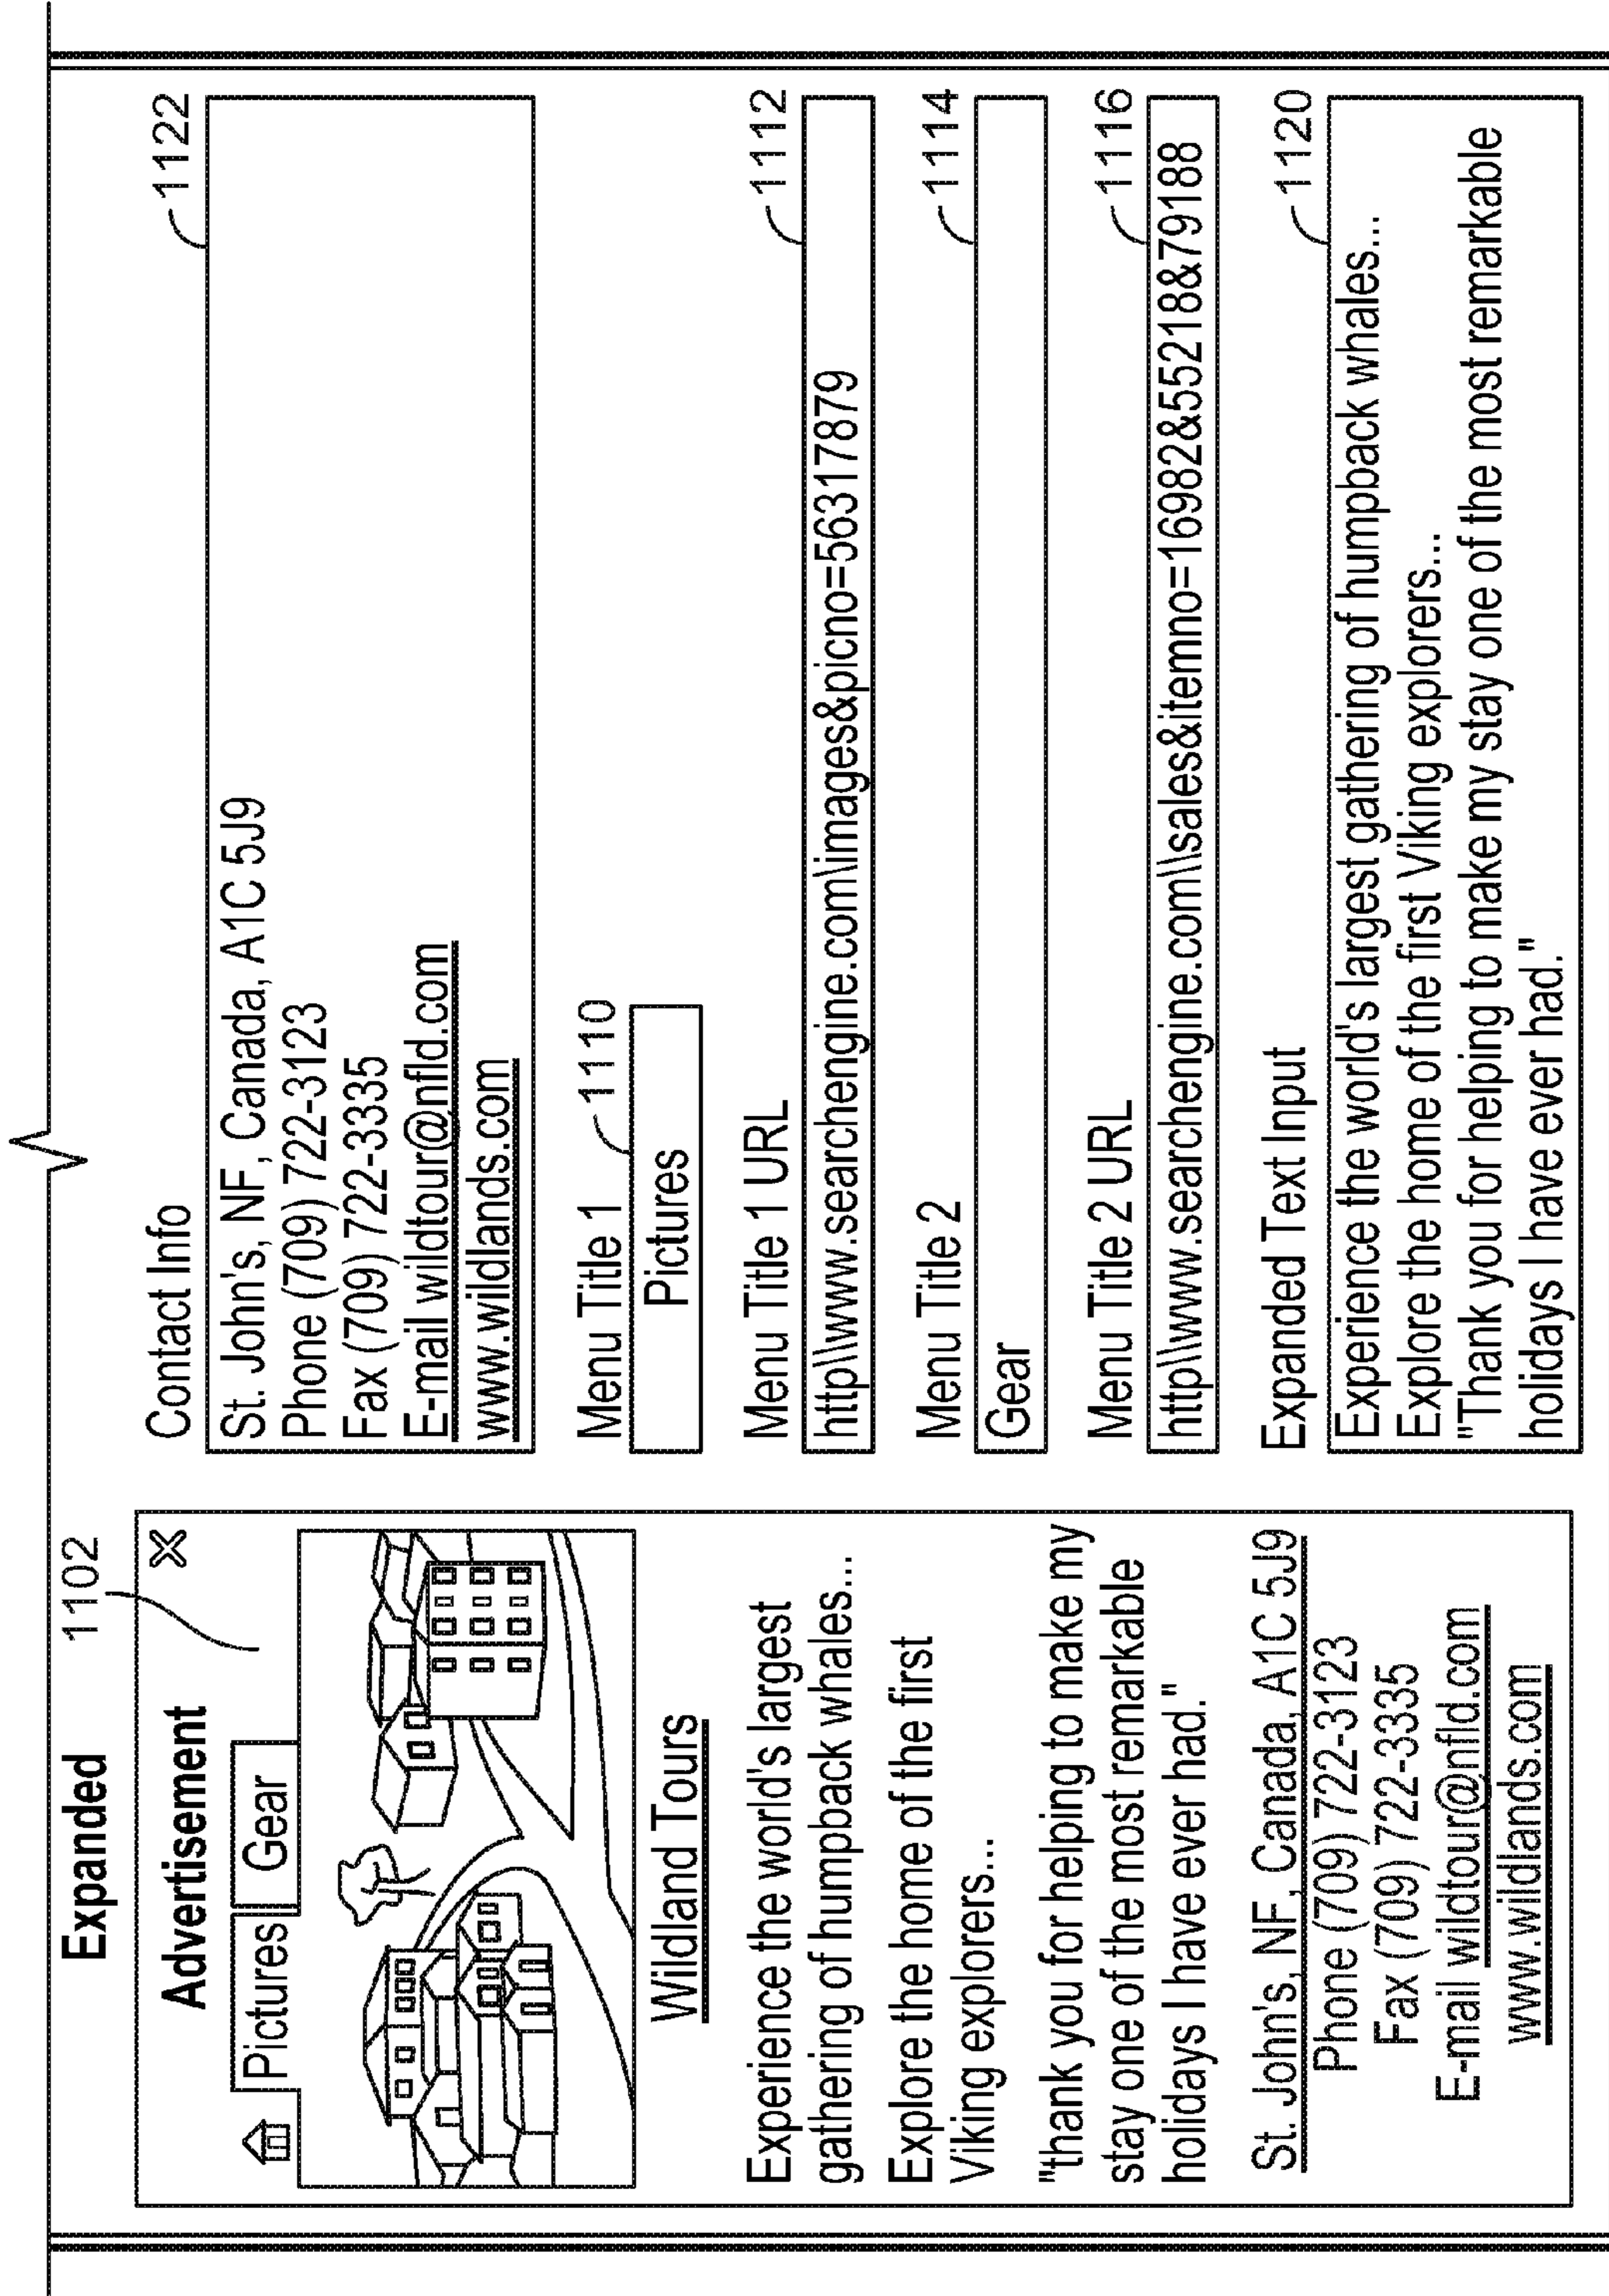 Expanded
1102
Advertisement
X
Pictures
Gear
Wildland Tours
Experience the world's largest
gathering of humpback whales...
Explore the home of the first
Viking explorers...
"thank you for helping to make my
stay one of the most remarkable
holidays I have ever had."
St. John's, NF, Canada, A1C 5J9
Phone (709) 722-3123
Fax (709) 722-3335
E-mail wildtour@nfld.com
www.wildlands.com
Contact Info
1122
St. John's, NF, Canada, A1C 5J9
Phone (709) 722-3123
Fax (709) 722-3335
E-mail wildtour@nfld.com
www.wildlands.com
Menu Title 1
1110
Pictures
Menu Title 1 URL
1112
http\\www.searchengine.com\images&picno=56317879
Menu Title 2
1114
Gear
Menu Title 2 URL
1116
http\\www.searchengine.com\\sales&itemno=16982&55218&79188
Expanded Text Input
1120
Experience the world's largest gathering of humpback whales...
Explore the home of the first Viking explorers...
"Thank you for helping to make my stay one of the most remarkable
holidays I have ever had."